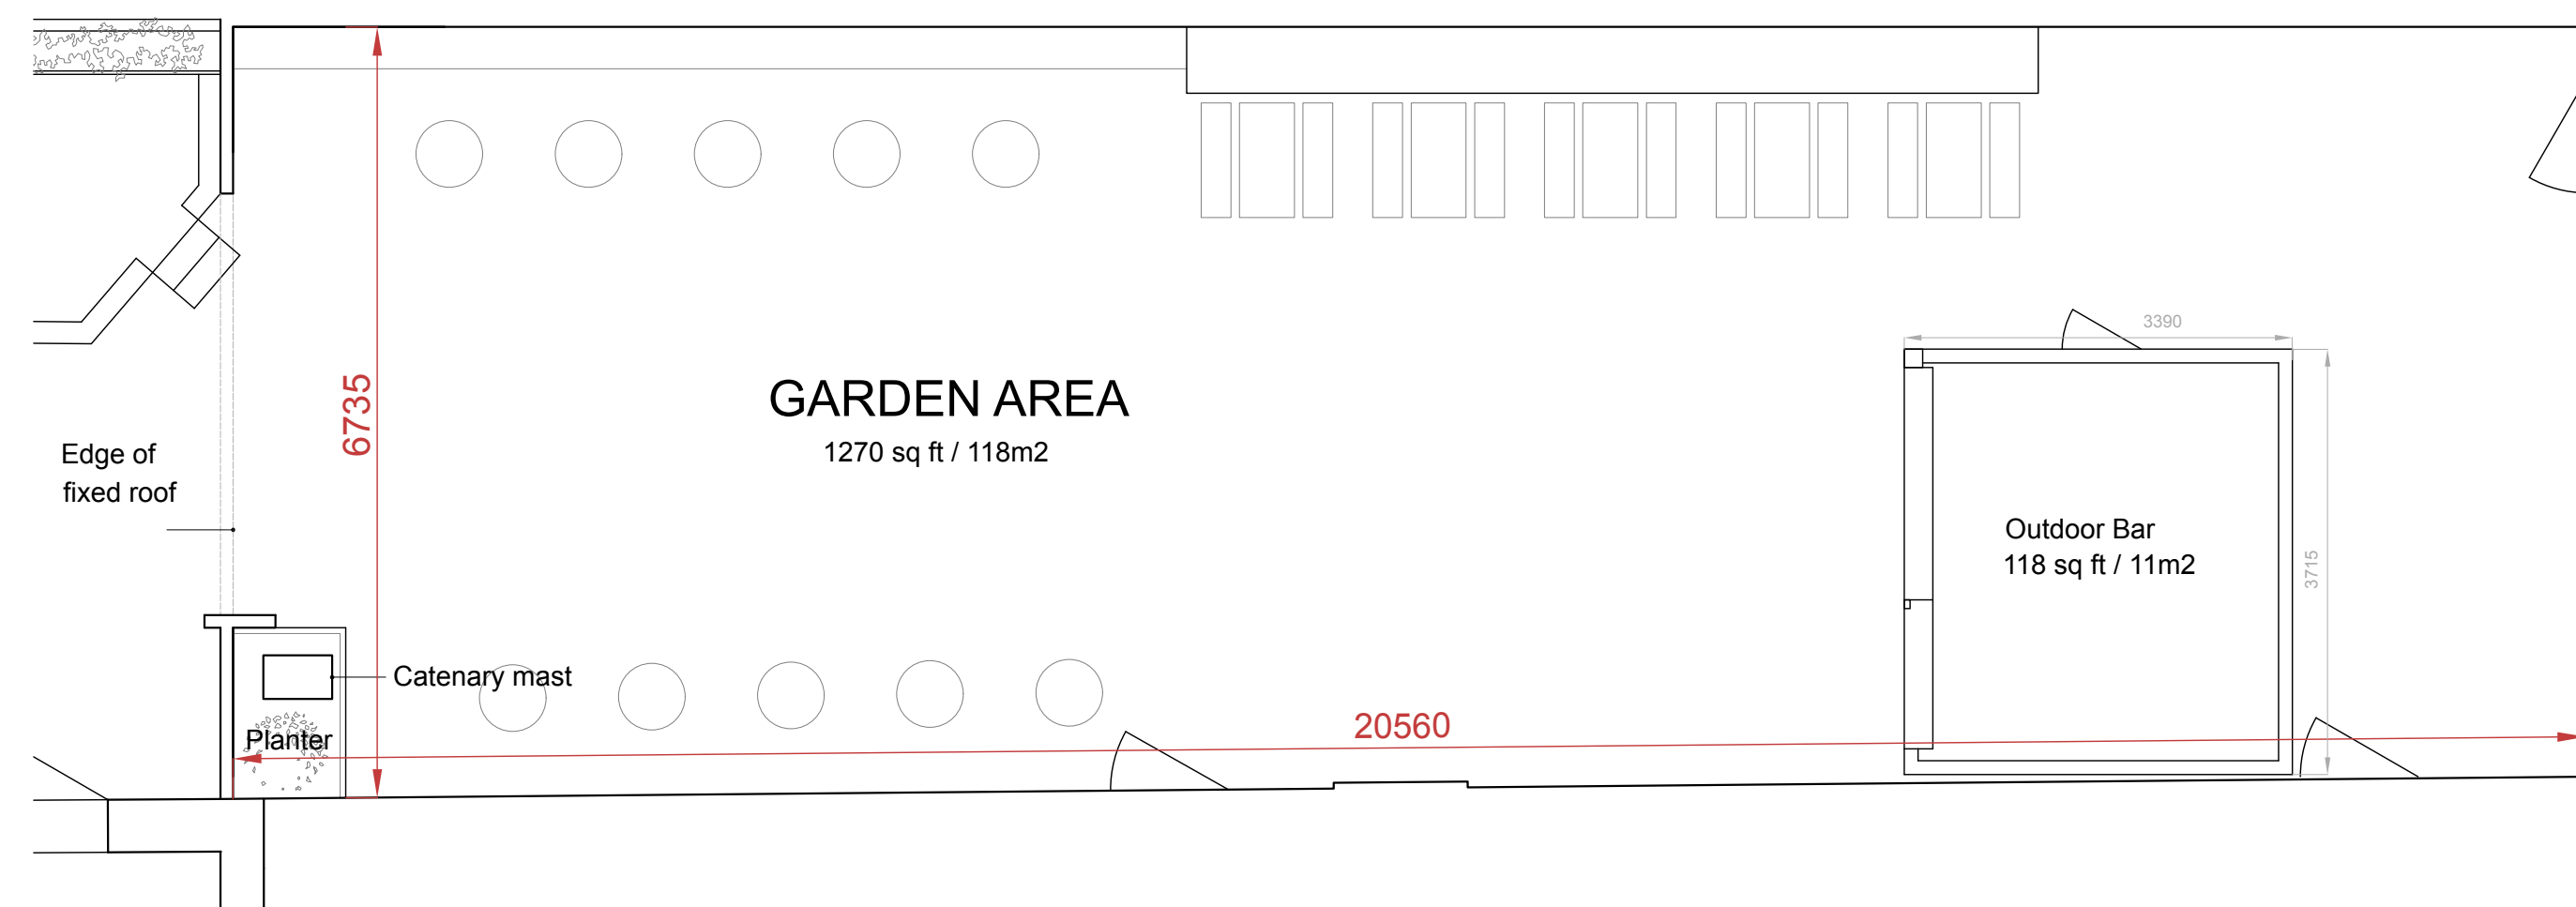 3390
6735
GARDEN AREA
1270 sq ft / 118m2
Edge of
fixed roof
Outdoor Bar
118 sq ft / 11m2
3715
Catenary mast
20560
Planter